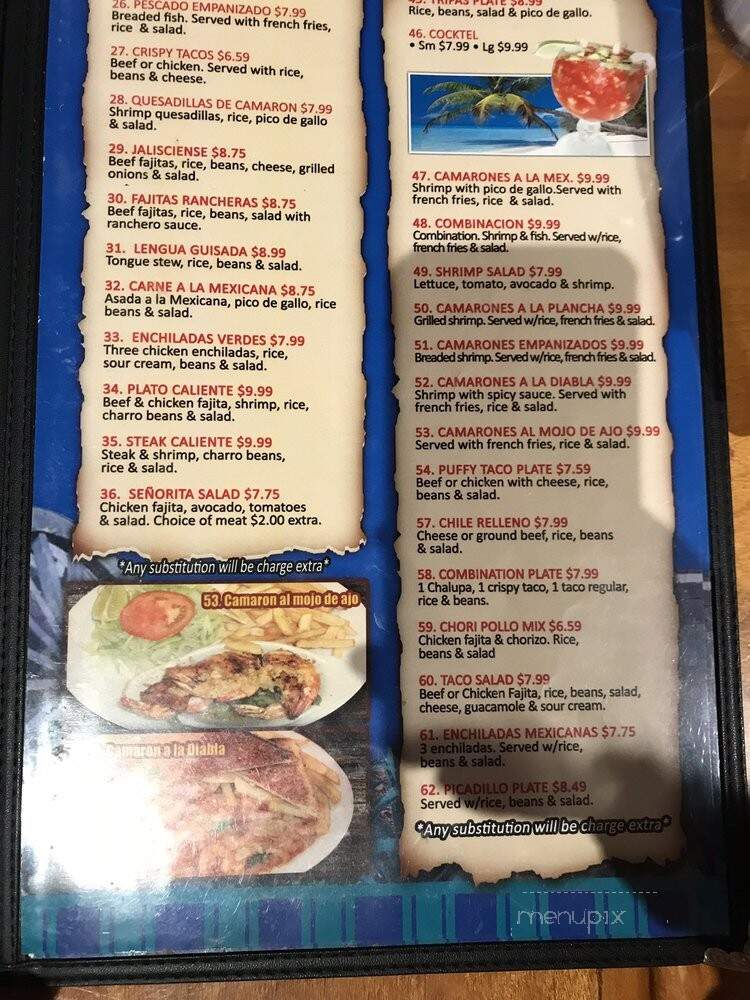 26. PESCADO EMPANIZADO $7.99
Breaded fish. Served with french fries,
rice & salad.
27. CRISPY TACOS $6.59
Beef or chicken. Served with rice,
beans & cheese.
28. QUESADILLAS DE CAMARON $7.99
Shrimp quesadillas, rice, pico de gallo
& salad.
29. JALISCIENSE $8.75
Beef fajitas, rice, beans, cheese, grilled
onions & salad.
30. FAJITAS RANCHERAS $8.75
Beef fajitas, rice, beans, salad with
ranchero sauce.
31. LENGUA GUISADA $8.99
Tongue stew, rice, beans & salad.
32. CARNE A LA MEXICANA $8.75
Asada a la Mexicana, pico de gallo, rice
beans & salad.
33. ENCHILADAS VERDES $7.99
Three chicken enchiladas, rice,
sour cream, beans & salad.
34. PLATO CALIENTE $9.99
Beef & chicken fajita, shrimp, rice,
charro beans & salad.
35. STEAK CALIENTE $9.99
Steak & shrimp, charro beans,
rice & salad.
36. SEÑORITA SALAD $7.75
Chicken fajita, avocado, tomatoes
& salad. Choice of meat $2.00 extra.
*Any substitution will be charge extra*
53. Camaron al mojo de ajo
Camaron a la Diabla
45. TRIPAS PLATE $8.99
Rice, beans, salad & pico de gallo.
46. COCKTEL
• Sm $7.99 • Lg $9.99
47. CAMARONES A LA MEX. $9.99
Shrimp with pico de gallo.Served with
french fries, rice & salad.
48. COMBINACION $9.99
Combination. Shrimp & fish. Served w/rice,
french fries & salad.
49. SHRIMP SALAD $7.99
Lettuce, tomato, avocado & shrimp.
50. CAMARONES A LA PLANCHA $9.99
Grilled shrimp. Served w/rice, french fries & salad.
51. CAMARONES EMPANIZADOS $9.99
Breaded shrimp. Served w/rice, french fries & salad.
52. CAMARONES A LA DIABLA $9.99
Shrimp with spicy sauce. Served with
french fries, rice & salad.
53. CAMARONES AL MOJO DE AJO $9.99
Served with french fries, rice & salad.
54. PUFFY TACO PLATE $7.59
Beef or chicken with cheese, rice,
beans & salad.
57. CHILE RELLENO $7.99
Cheese or ground beef, rice, beans
& salad.
58. COMBINATION PLATE $7.99
1 Chalupa, 1 crispy taco, 1 taco regular,
rice & beans.
59. CHORI POLLO MIX $6.59
Chicken fajita & chorizo. Rice,
beans & salad
60. TACO SALAD $7.99
Beef or Chicken Fajita, rice, beans, salad,
cheese, guacamole & sour cream.
61. ENCHILADAS MEXICANAS $7.75
3 enchiladas. Served w/rice,
beans & salad.
62. PICADILLO PLATE $8.49
Served w/rice, beans & salad.
*Any substitution will be charge extra*
menupix